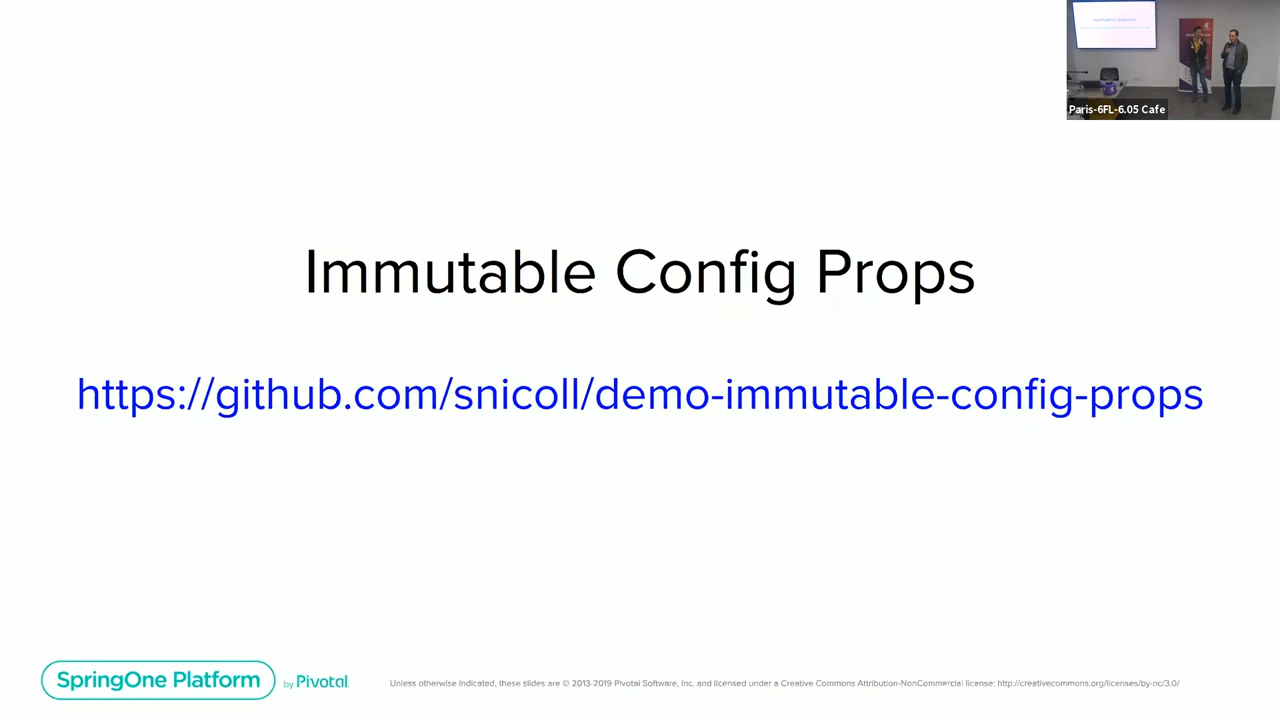 Paris-6FL-6.05 Cafe
Immutable Config Props
https://github.com/snicoll/demo-immutable-config-props
SpringOne Platform by Pivotal
Unless otherwise indicated, these slides are © 2013-2019 Pivotal Software, Inc. and licensed under a Creative Commons Attribution-NonCommercial license: http://creativecommons.org/licenses/by-nc/3.0/